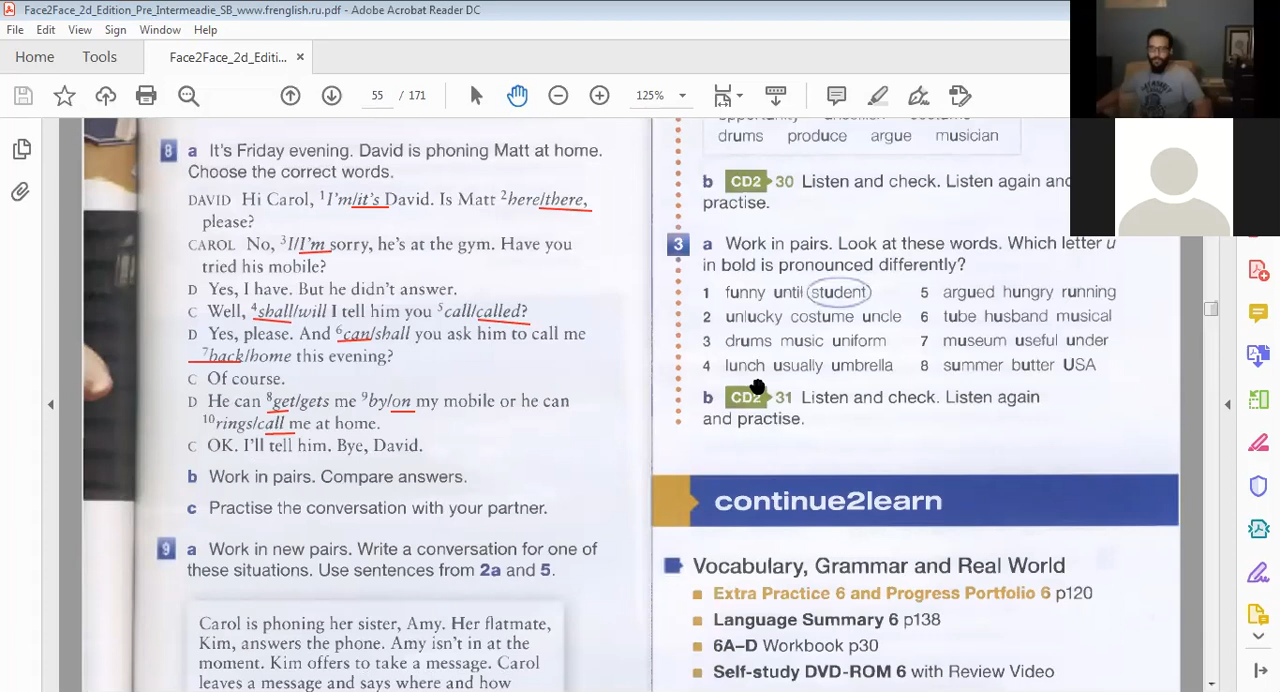 Face2Face_2d_Edition_Pre_Intermeadie_SB_www.frenglish.ru.pdf - Adobe Acrobat Reader DC
File Edit View Sign Window Help
Home Tools Face2Face_2d_Editi... ×
55 / 171 125%
8 a It's Friday evening. David is phoning Matt at home.
Choose the correct words.
DAVID Hi Carol, ¹I'm/it's David. Is Matt ²here/there,
please?
CAROL No, ³I/I'm sorry, he's at the gym. Have you
tried his mobile?
D Yes, I have. But he didn't answer.
C Well, ⁴shall/will I tell him you ⁵call/called?
D Yes, please. And ⁶can/shall you ask him to call me
⁷back/home this evening?
C Of course.
D He can ⁸get/gets me ⁹by/on my mobile or he can
¹⁰rings/call me at home.
C OK. I'll tell him. Bye, David.
b Work in pairs. Compare answers.
c Practise the conversation with your partner.
9 a Work in new pairs. Write a conversation for one of
these situations. Use sentences from 2a and 5.
Carol is phoning her sister, Amy. Her flatmate,
Kim, answers the phone. Amy isn't in at the
moment. Kim offers to take a message. Carol
leaves a message and says where and how
drums produce argue musician
b CD2 30 Listen and check. Listen again and
practise.
3 a Work in pairs. Look at these words. Which letter u
in bold is pronounced differently?
1 funny until student 5 argued hungry running
2 unlucky costume uncle 6 tube husband musical
3 drums music uniform 7 museum useful under
4 lunch usually umbrella 8 summer butter USA
b CD2 31 Listen and check. Listen again
and practise.
continue2learn
Vocabulary, Grammar and Real World
Extra Practice 6 and Progress Portfolio 6 p120
Language Summary 6 p138
6A–D Workbook p30
Self-study DVD-ROM 6 with Review Video